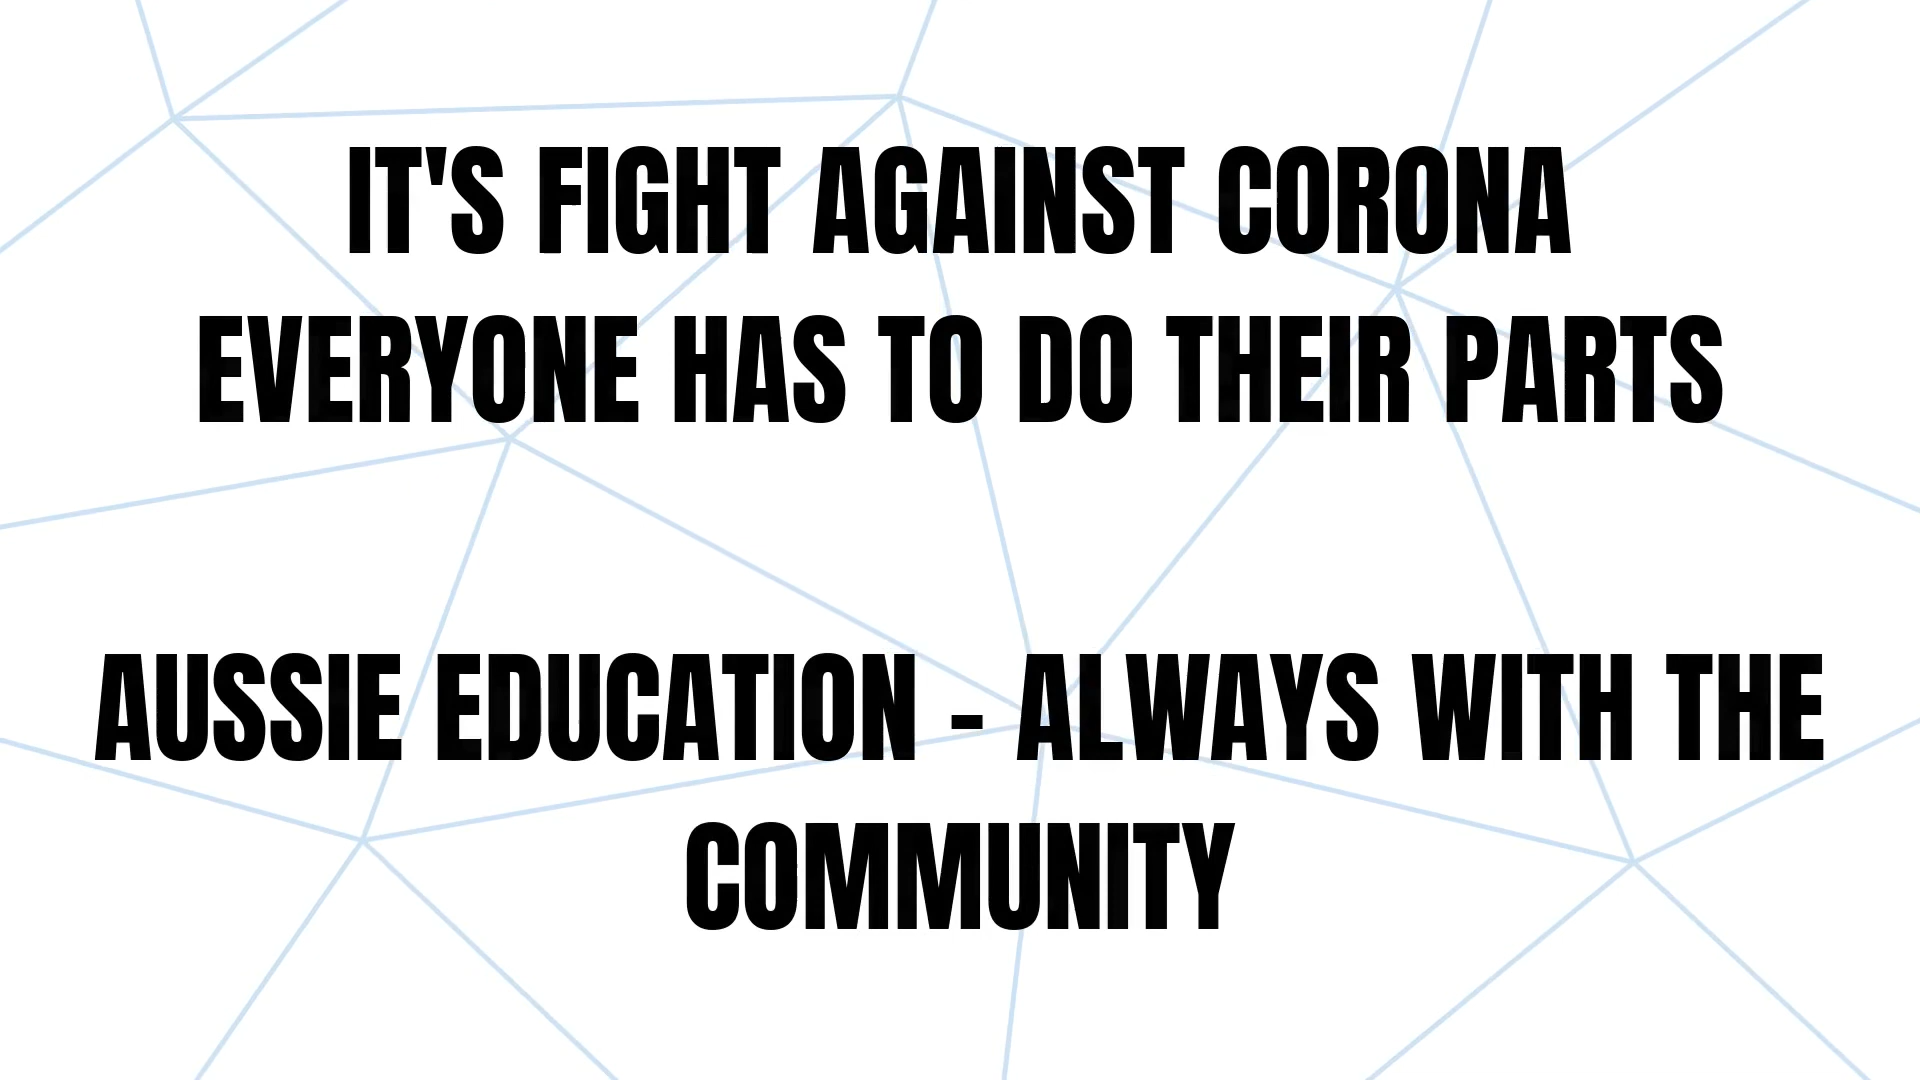 IT'S FIGHT AGAINST CORONA
EVERYONE HAS TO DO THEIR PARTS
AUSSIE EDUCATION - ALWAYS WITH THE
COMMUNITY